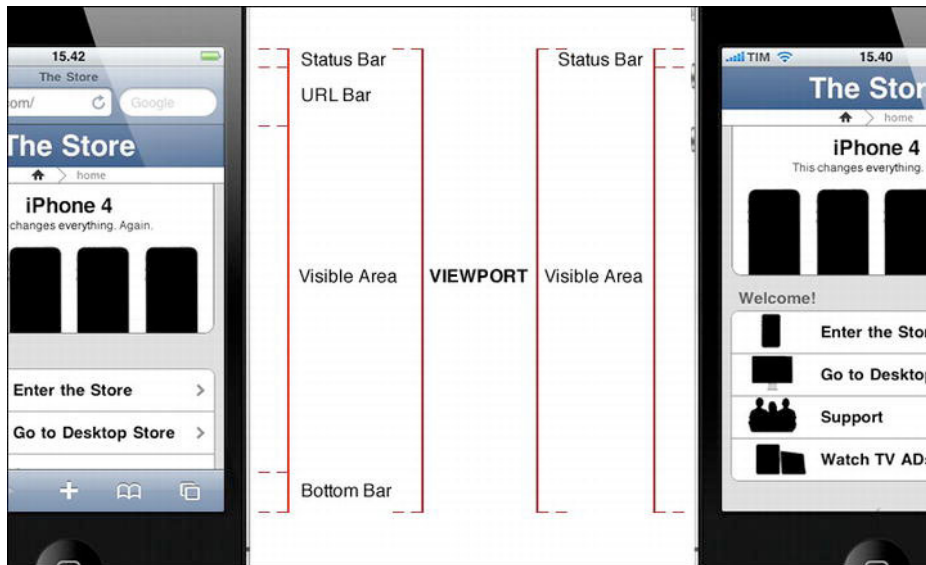 15.42
The Store
com/
Google
The Store
home
iPhone 4
changes everything. Again.
Enter the Store
Go to Desktop Store
Status Bar
URL Bar
Visible Area
Bottom Bar
VIEWPORT
Status Bar
Visible Area
TIM
15.40
The Stor
home
iPhone 4
This changes everything.
Welcome!
Enter the Stor
Go to Desktop
Support
Watch TV ADs